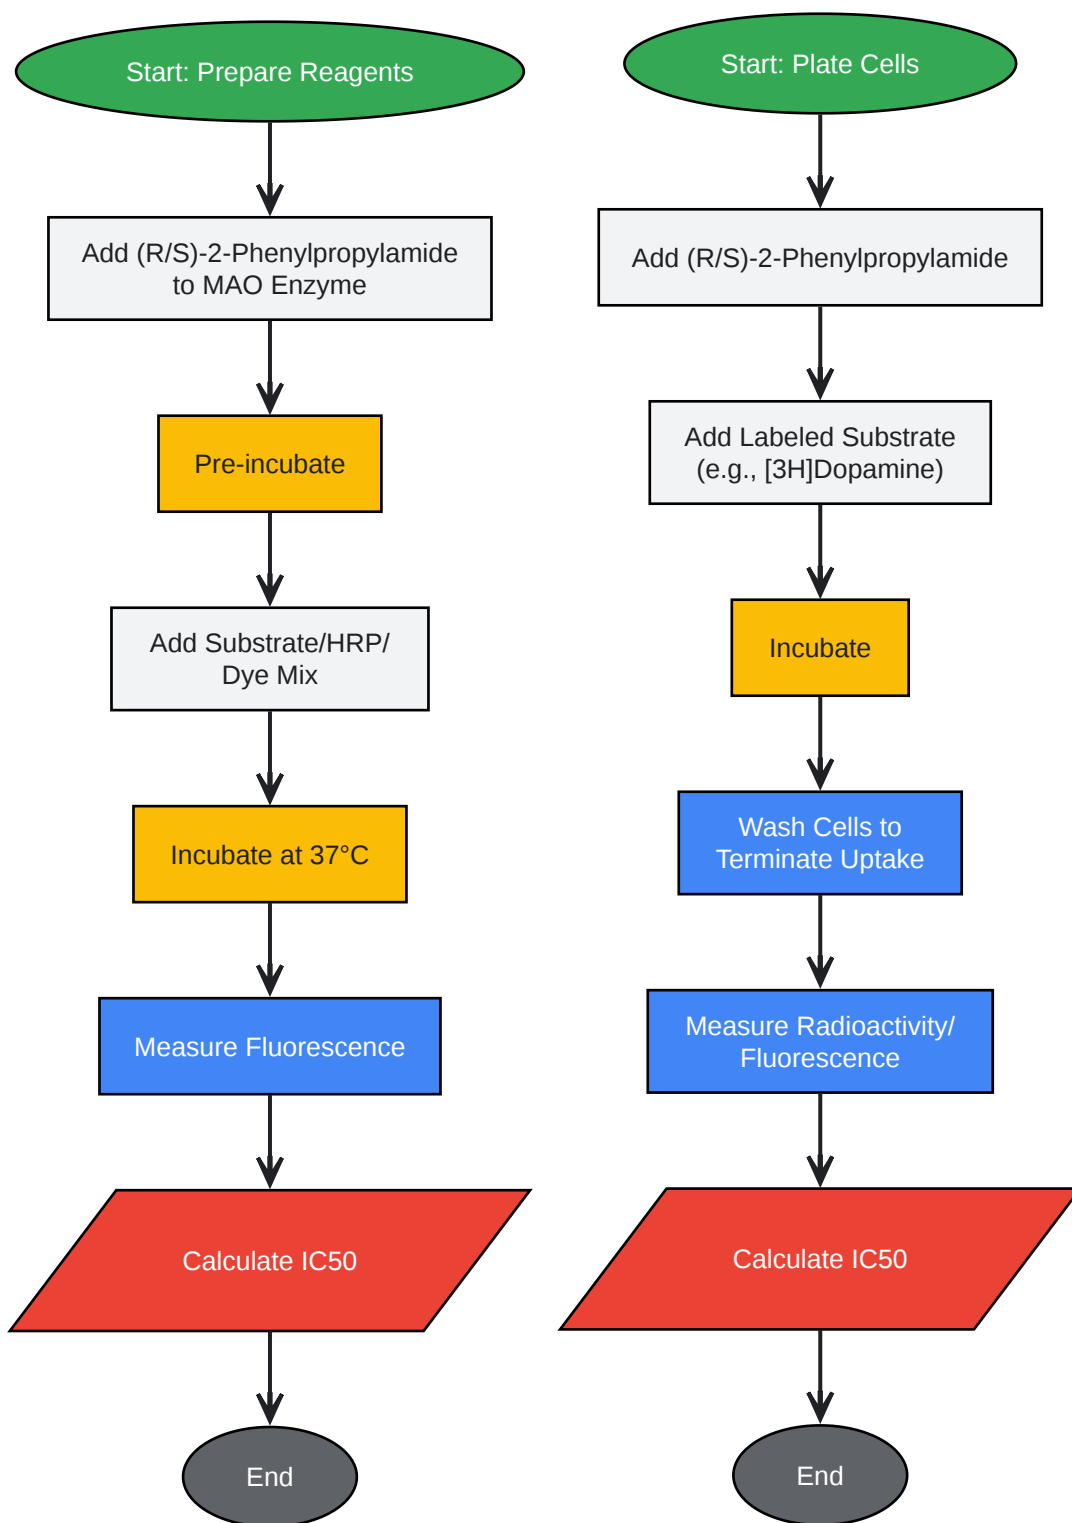 Start: Prepare Reagents
Add (R/S)-2-Phenylpropylamide
to MAO Enzyme
Pre-incubate
Add Substrate/HRP/
Dye Mix
Incubate at 37°C
Measure Fluorescence
Calculate IC50
End
Start: Plate Cells
Add (R/S)-2-Phenylpropylamide
Add Labeled Substrate
(e.g., [3H]Dopamine)
Incubate
Wash Cells to
Terminate Uptake
Measure Radioactivity/
Fluorescence
Calculate IC50
End